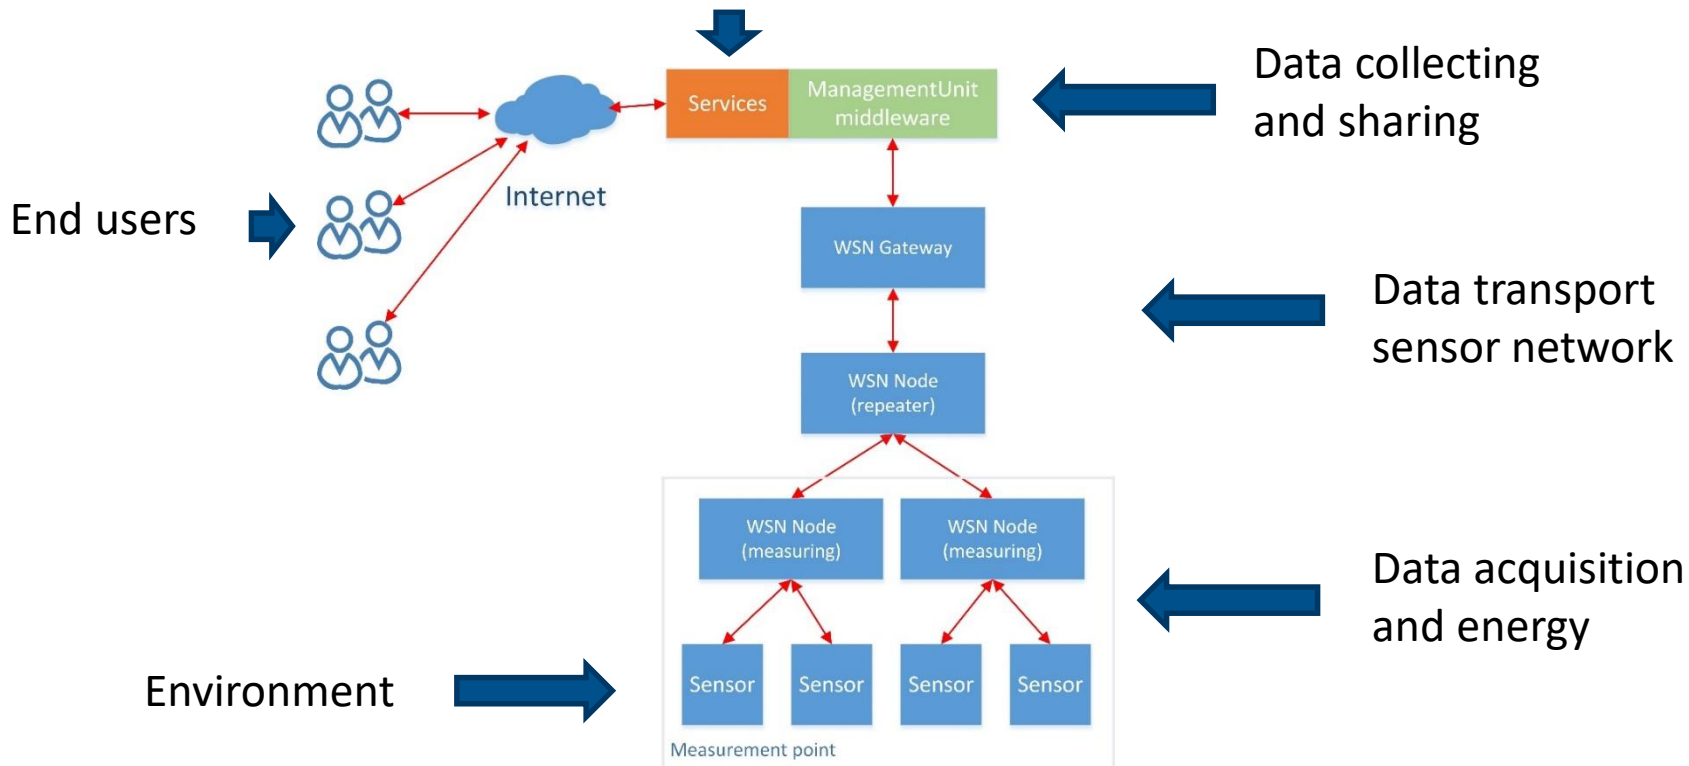 Data collecting
and sharing
Services
ManagementUnit
middleware
Internet
End users
WSN Gateway
Data transport
sensor network
WSN Node
(repeater)
WSN Node
(measuring)
WSN Node
(measuring)
Data acquisition
and energy
Sensor
Sensor
Sensor
Sensor
Environment
Measurement point